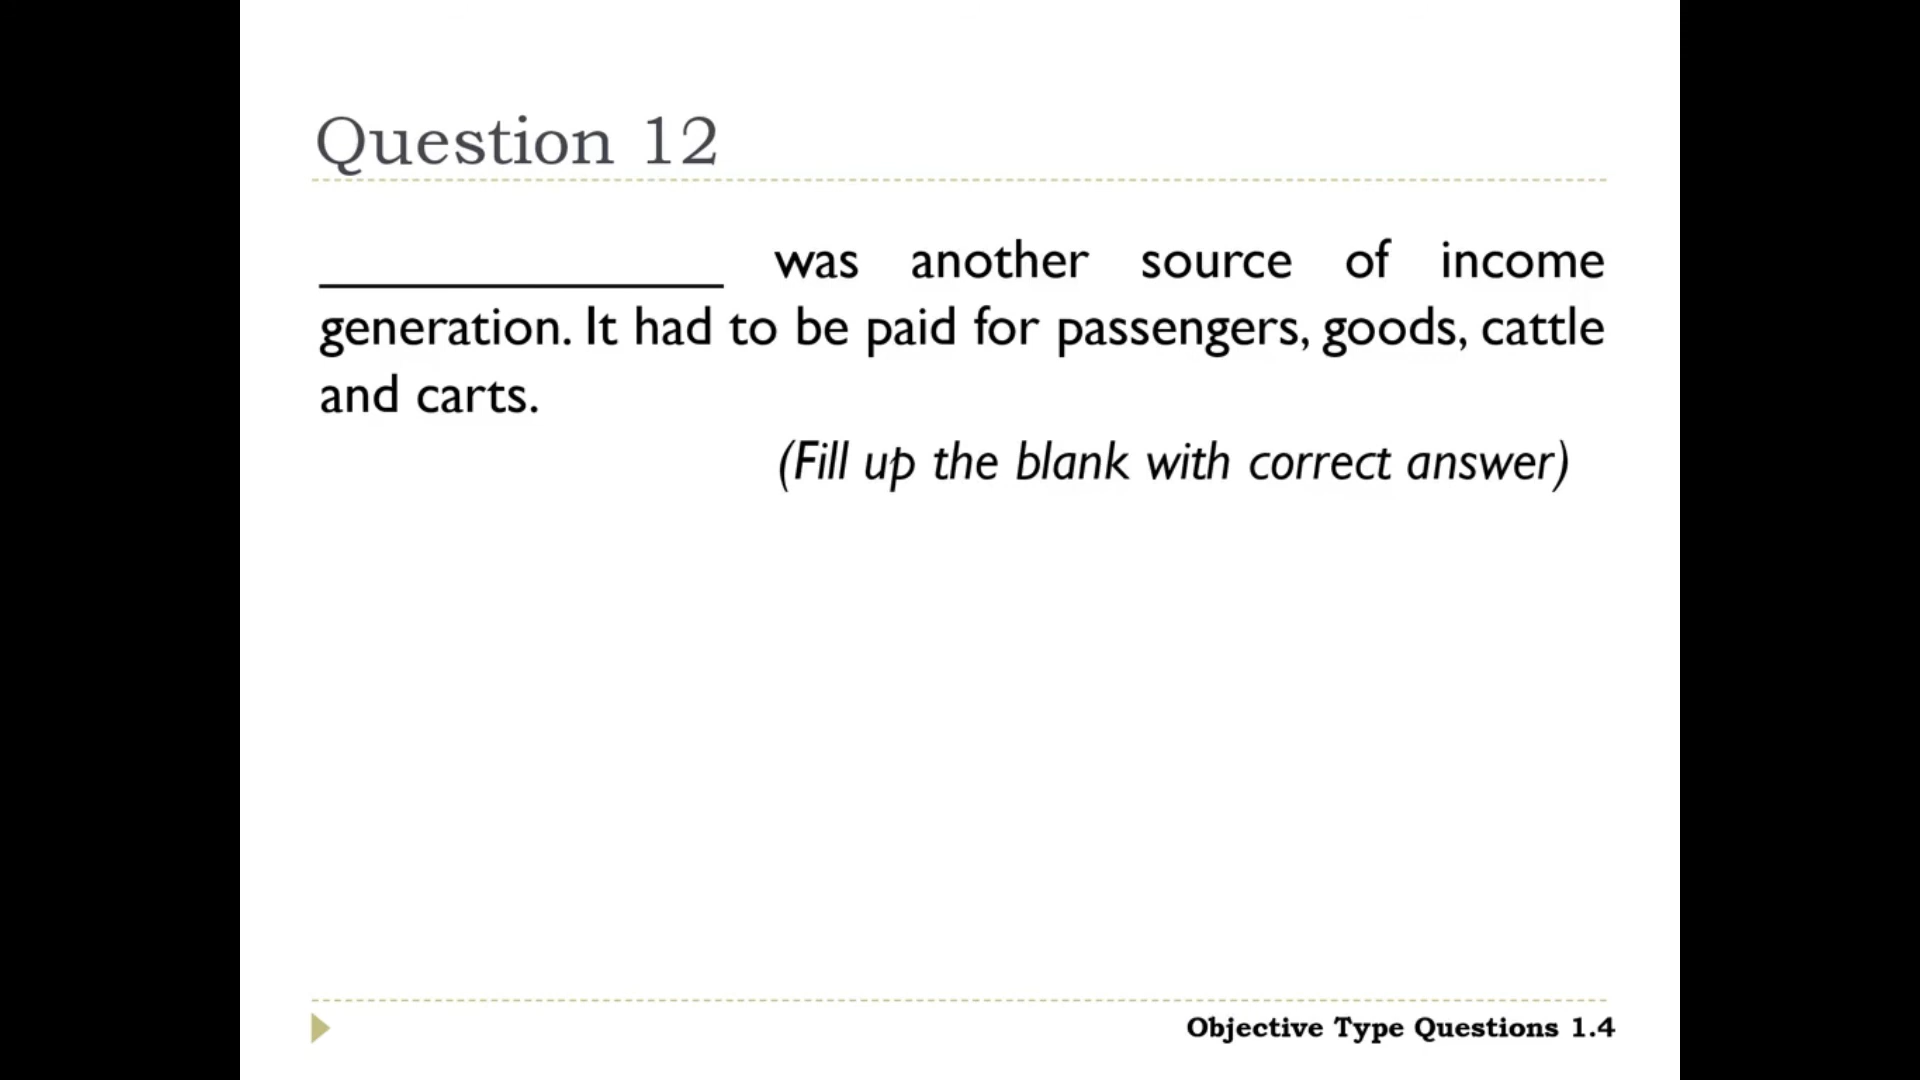 Question 12
_______________ was another source of income
generation. It had to be paid for passengers, goods, cattle
and carts.
(Fill up the blank with correct answer)
Objective Type Questions 1.4